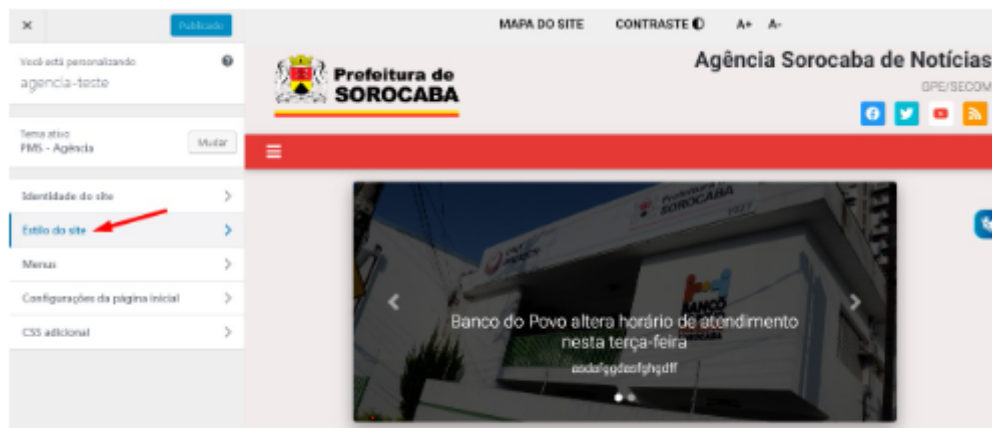 Publicado
Você está personalizando
agencia-teste
Tema ativo
PMS - Agência
Mudar
Identidade do site
Estilo do site
Menus
Configurações da página inicial
CSS adicional
MAPA DO SITE CONTRASTE A+ A-
Prefeitura de
SOROCABA
Agência Sorocaba de Notícias
GPE/SECOM
Prefeitura de
SOROCABA
BANCO
Banco do Povo altera horário de atendimento
nesta terça-feira